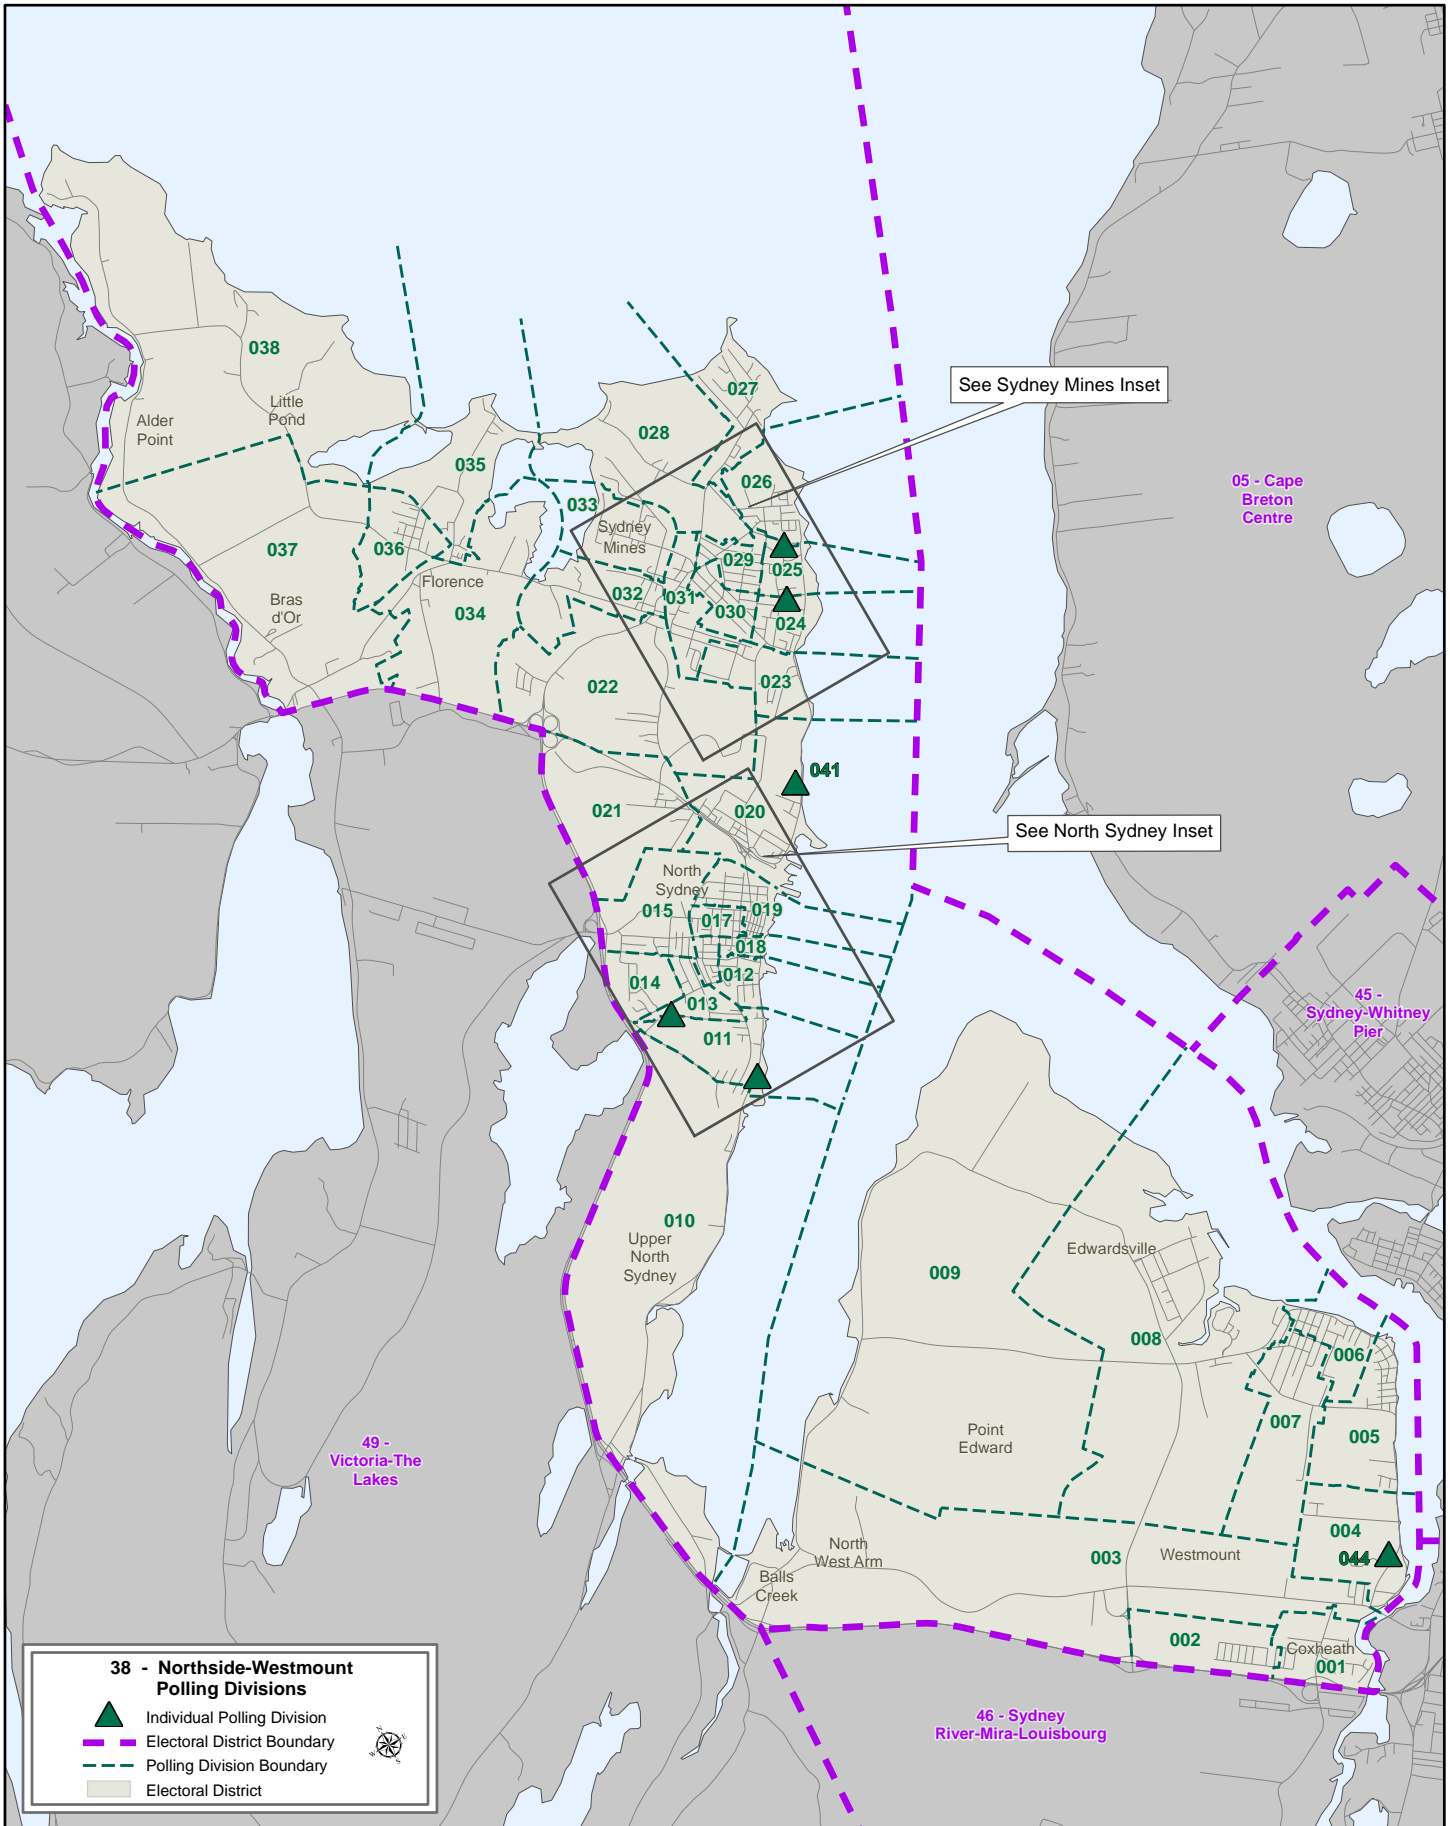 027
See Sydney Mines Inset
038
Little
Pond
Alder
Point
028
035
026
05 - Cape
Breton
Centre
033
Sydney
Mines
037
036
029
025
Florence
032
031
Bras
d'Or
034
030
024
022
023
041
021
020
See North Sydney Inset
North
Sydney
015
017
019
018
014
012
013
011
45 -
Sydney-Whitney
Pier
010
Upper
North
Sydney
Edwardsville
009
008
006
007
Point
Edward
005
49 -
Victoria-The
Lakes
004
North
West Arm
003
Westmount
044
Balls
Creek
002
Coxheath
001
46 - Sydney
River-Mira-Louisbourg
38 - Northside-Westmount
Polling Divisions
Individual Polling Division
Electoral District Boundary
Polling Division Boundary
Electoral District
N
E
W
S